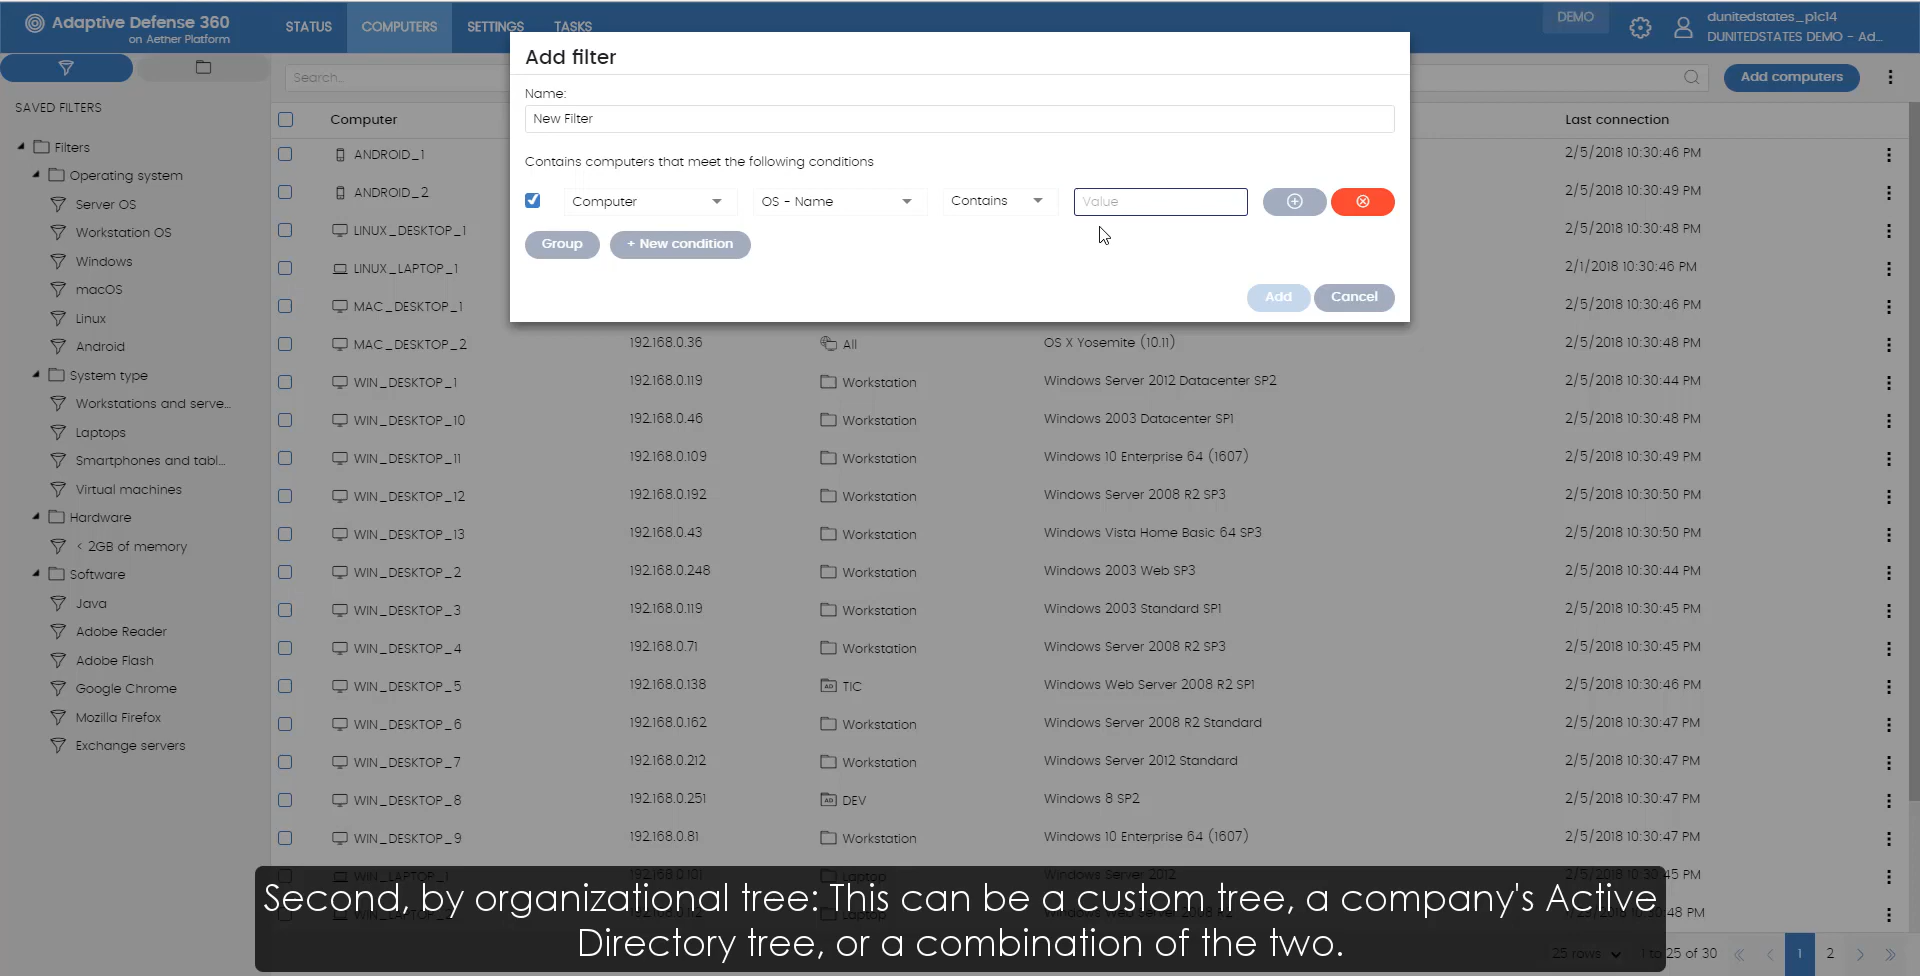 Adaptive Defense 360
on Aether Platform
STATUS
COMPUTERS
SETTINGS
TASKS
DEMO
dunitedstates_p1c14
DUNITEDSTATES DEMO - Ad...
Search...
Add computers
SAVED FILTERS
Filters
Operating system
Server OS
Workstation OS
Windows
macOS
Linux
Android
System type
Workstations and serve...
Laptops
Smartphones and tabl...
Virtual machines
Hardware
< 2GB of memory
Software
Java
Adobe Reader
Adobe Flash
Google Chrome
Mozilla Firefox
Exchange servers
Add filter
Name:
New Filter
Contains computers that meet the following conditions
Computer
OS - Name
Contains
Value
Group
+ New condition
Add
Cancel
Computer
Last connection
ANDROID_1 2/5/2018 10:30:46 PM
ANDROID_2 2/5/2018 10:30:49 PM
LINUX_DESKTOP_1 2/5/2018 10:30:48 PM
LINUX_LAPTOP_1 2/1/2018 10:30:46 PM
MAC_DESKTOP_1 2/5/2018 10:30:46 PM
MAC_DESKTOP_2 192.168.0.36 All OS X Yosemite (10.11) 2/5/2018 10:30:48 PM
WIN_DESKTOP_1 192.168.0.119 Workstation Windows Server 2012 Datacenter SP2 2/5/2018 10:30:44 PM
WIN_DESKTOP_10 192.168.0.46 Workstation Windows 2003 Datacenter SP1 2/5/2018 10:30:48 PM
WIN_DESKTOP_11 192.168.0.109 Workstation Windows 10 Enterprise 64 (1607) 2/5/2018 10:30:49 PM
WIN_DESKTOP_12 192.168.0.192 Workstation Windows Server 2008 R2 SP3 2/5/2018 10:30:50 PM
WIN_DESKTOP_13 192.168.0.43 Workstation Windows Vista Home Basic 64 SP3 2/5/2018 10:30:50 PM
WIN_DESKTOP_2 192.168.0.248 Workstation Windows 2003 Web SP3 2/5/2018 10:30:44 PM
WIN_DESKTOP_3 192.168.0.119 Workstation Windows 2003 Standard SP1 2/5/2018 10:30:45 PM
WIN_DESKTOP_4 192.168.0.71 Workstation Windows Server 2008 R2 SP3 2/5/2018 10:30:45 PM
WIN_DESKTOP_5 192.168.0.138 TIC Windows Web Server 2008 R2 SP1 2/5/2018 10:30:46 PM
WIN_DESKTOP_6 192.168.0.162 Workstation Windows Server 2008 R2 Standard 2/5/2018 10:30:47 PM
WIN_DESKTOP_7 192.168.0.212 Workstation Windows Server 2012 Standard 2/5/2018 10:30:47 PM
WIN_DESKTOP_8 192.168.0.251 DEV Windows 8 SP2 2/5/2018 10:30:47 PM
WIN_DESKTOP_9 192.168.0.81 Workstation Windows 10 Enterprise 64 (1607) 2/5/2018 10:30:47 PM
WIN_LAPTOP_1 192.168.0.101 Laptop Windows Server 2012 45 PM
Laptop 48 PM
Second, by organizational tree: This can be a custom tree, a company's Active
Directory tree, or a combination of the two.
25 rows
1 to 25 of 30
« ‹ 1 2 › »